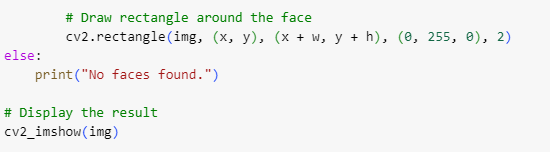 # Draw rectangle around the face
cv2.rectangle(img, (x, y), (x + w, y + h), (0, 255, 0), 2)
else:
print("No faces found.")
# Display the result
cv2_imshow(img)